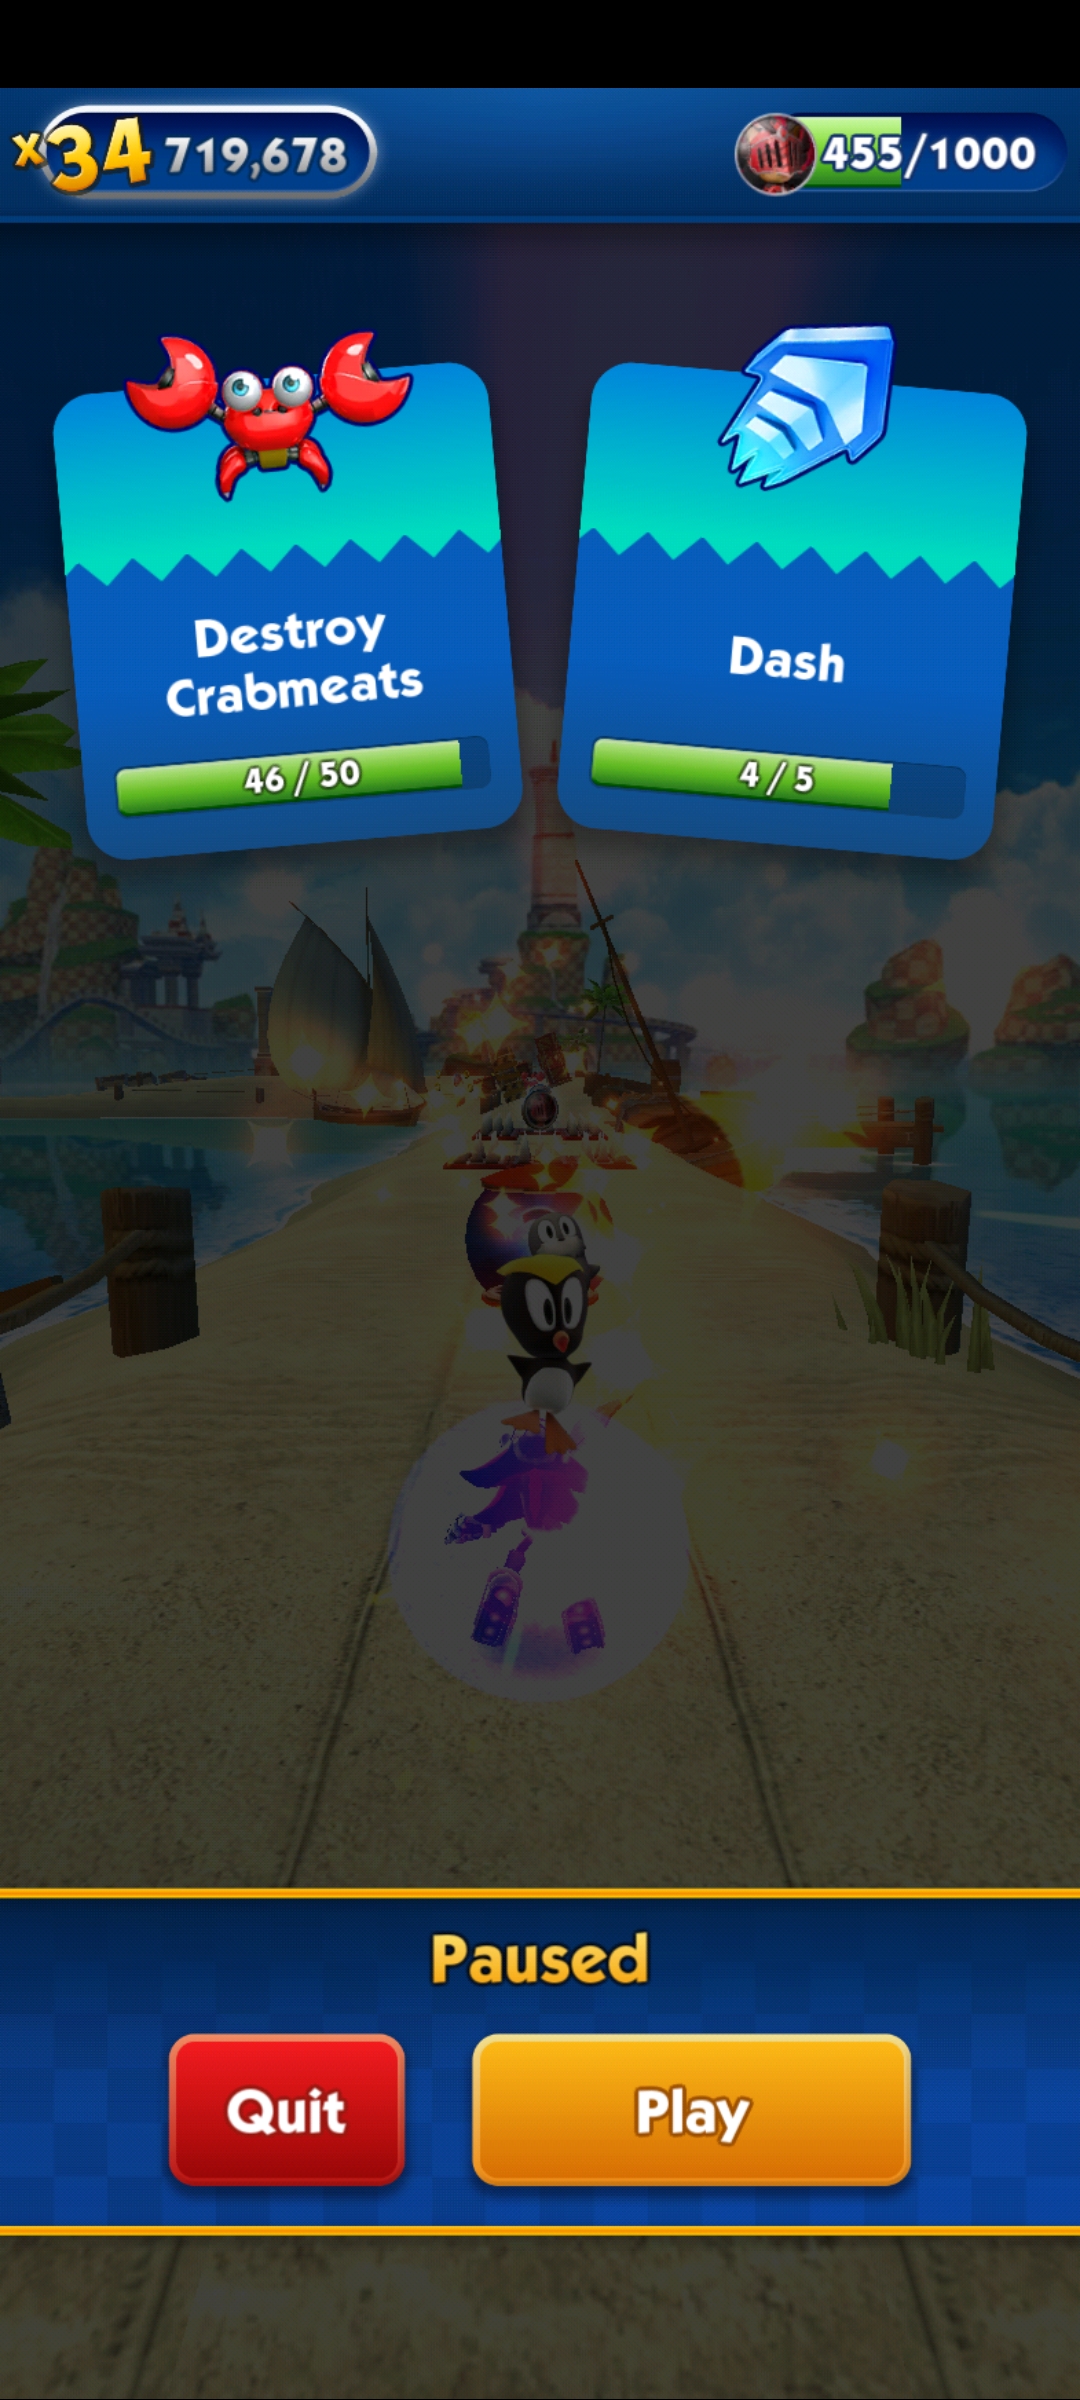 x34 719,678
455/1000
Destroy
Crabmeats
46 / 50
Dash
4 / 5
Paused
Quit
Play